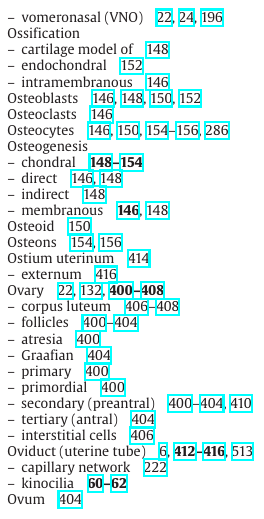 – vomeronasal (VNO) 22, 24, 196
Ossification
– cartilage model of 148
– endochondral 152
– intramembranous 146
Osteoblasts 146, 148, 150, 152
Osteoclasts 146
Osteocytes 146, 150, 154–156, 286
Osteogenesis
– chondral 148–154
– direct 146, 148
– indirect 148
– membranous 146, 148
Osteoid 150
Osteons 154, 156
Ostium uterinum 414
– externum 416
Ovary 22, 132, 400–408
– corpus luteum 406–408
– follicles 400–404
– atresia 400
– Graafian 404
– primary 400
– primordial 400
– secondary (preantral) 400–404, 410
– tertiary (antral) 404
– interstitial cells 406
Oviduct (uterine tube) 6, 412–416, 513
– capillary network 222
– kinocilia 60–62
Ovum 404